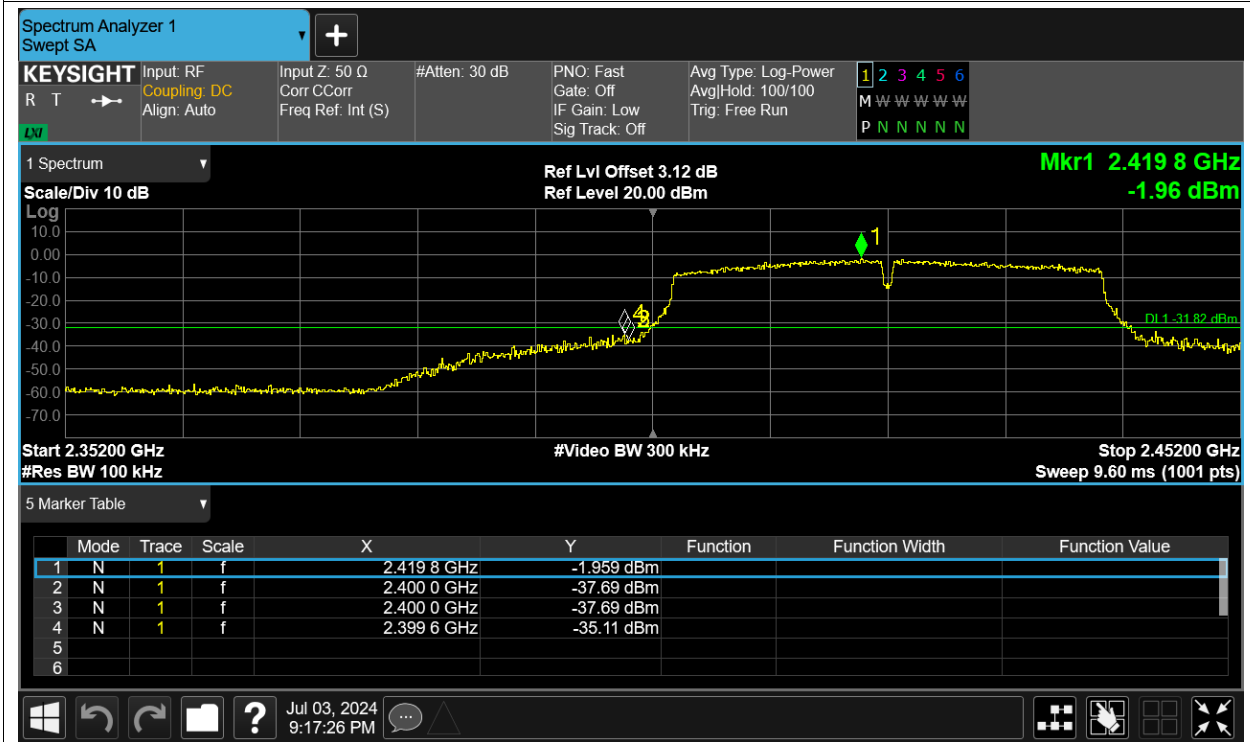 Spectrum Analyzer 1
Swept SA
+
KEYSIGHT Input: RF Input Z: 50 Ω #Atten: 30 dB PNO: Fast Avg Type: Log-Power 1 2 3 4 5 6
R T Coupling: DC Corr CCorr Gate: Off Avg|Hold: 100/100 M W W W W W W
Align: Auto Freq Ref: Int (S) IF Gain: Low Trig: Free Run
LXI Sig Track: Off P N N N N N N
1 Spectrum Ref Lvl Offset 3.12 dB Mkr1 2.419 8 GHz
Scale/Div 10 dB Ref Level 20.00 dBm -1.96 dBm
Log
10.0
1
0.00
-10.0
-20.0
4
-30.0
DL1 -31.82 dBm
-40.0
-50.0
-60.0
-70.0
Start 2.35200 GHz #Video BW 300 kHz Stop 2.45200 GHz
#Res BW 100 kHz Sweep 9.60 ms (1001 pts)
5 Marker Table
Mode Trace Scale X Y Function Function Width Function Value
1 N 1 f 2.419 8 GHz -1.959 dBm
2 N 1 f 2.400 0 GHz -37.69 dBm
3 N 1 f 2.400 0 GHz -37.69 dBm
4 N 1 f 2.399 6 GHz -35.11 dBm
5
6
? Jul 03, 2024
9:17:26 PM